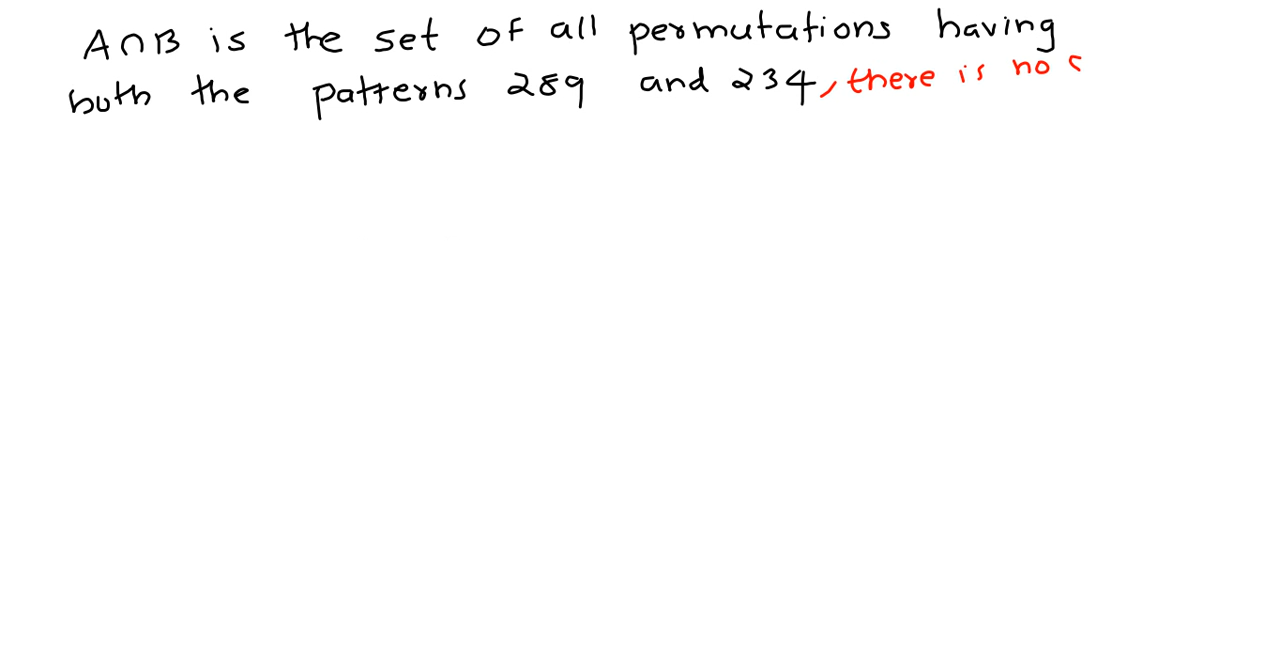 A∩B is the set of all permutations having
both the patterns 289 and 234, there is no